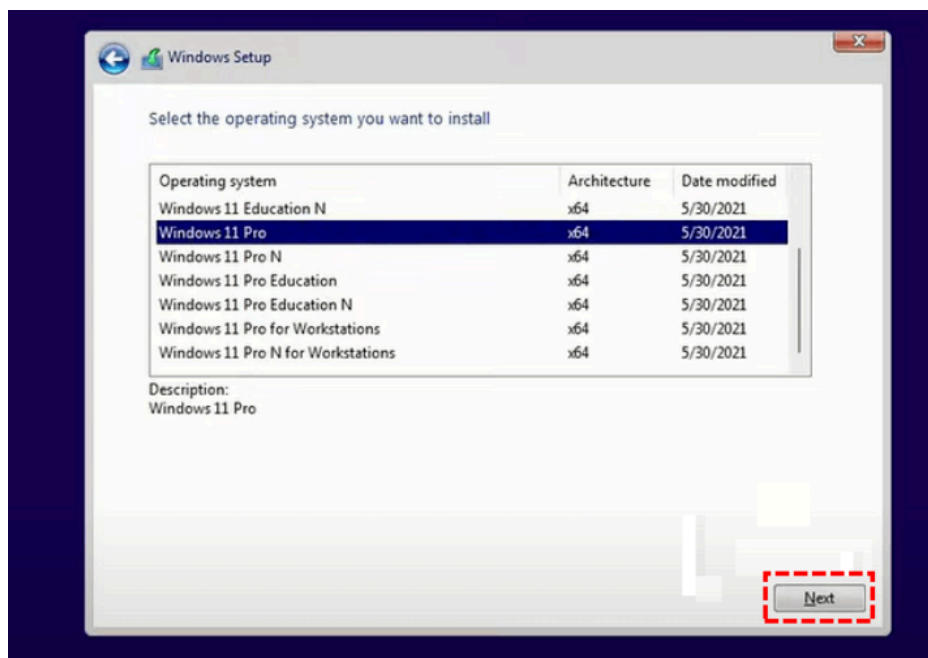 Windows Setup
Select the operating system you want to install
Operating system Architecture Date modified
Windows 11 Education N x64 5/30/2021
Windows 11 Pro x64 5/30/2021
Windows 11 Pro N x64 5/30/2021
Windows 11 Pro Education x64 5/30/2021
Windows 11 Pro Education N x64 5/30/2021
Windows 11 Pro for Workstations x64 5/30/2021
Windows 11 Pro N for Workstations x64 5/30/2021
Description:
Windows 11 Pro
Next